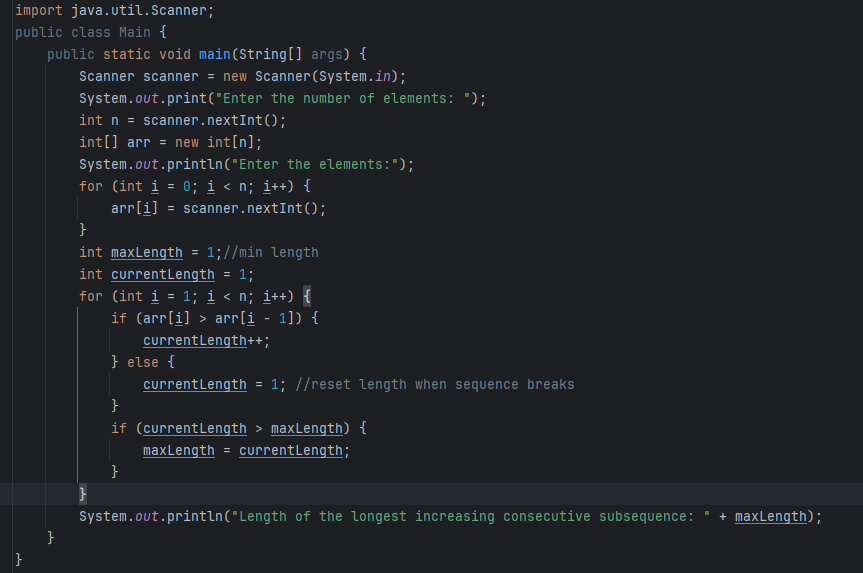 import java.util.Scanner;
public class Main {
    public static void main(String[] args) {
        Scanner scanner = new Scanner(System.in);
        System.out.print("Enter the number of elements: ");
        int n = scanner.nextInt();
        int[] arr = new int[n];
        System.out.println("Enter the elements:");
        for (int i = 0; i < n; i++) {
            arr[i] = scanner.nextInt();
        }
        int maxLength = 1;//min length
        int currentLength = 1;
        for (int i = 1; i < n; i++) {
            if (arr[i] > arr[i - 1]) {
                currentLength++;
            } else {
                currentLength = 1; //reset length when sequence breaks
            }
            if (currentLength > maxLength) {
                maxLength = currentLength;
            }
        }
        System.out.println("Length of the longest increasing consecutive subsequence: " + maxLength);
    }
}